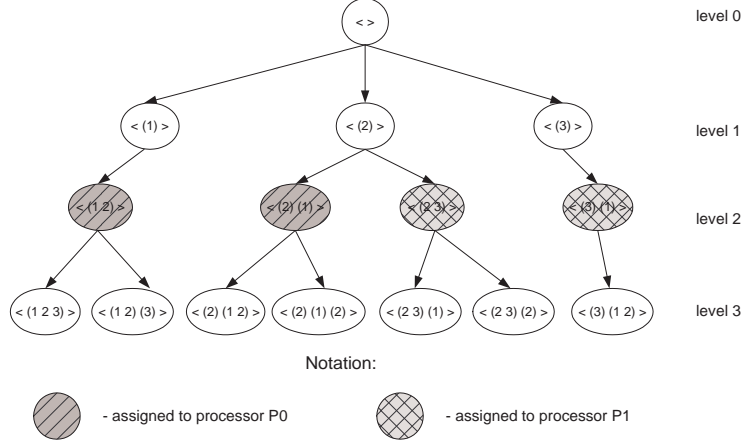 < >
level 0
< (1) >
< (2) >
< (3) >
level 1
< (1 2) >
< (2) (1) >
< (2 3) >
< (3) (1) >
level 2
< (1 2 3) >
< (1 2) (3) >
< (2) (1 2) >
< (2) (1) (2) >
< (2 3) (1) >
< (2 3) (2) >
< (3) (1 2) >
level 3
Notation:
- assigned to processor P0
- assigned to processor P1